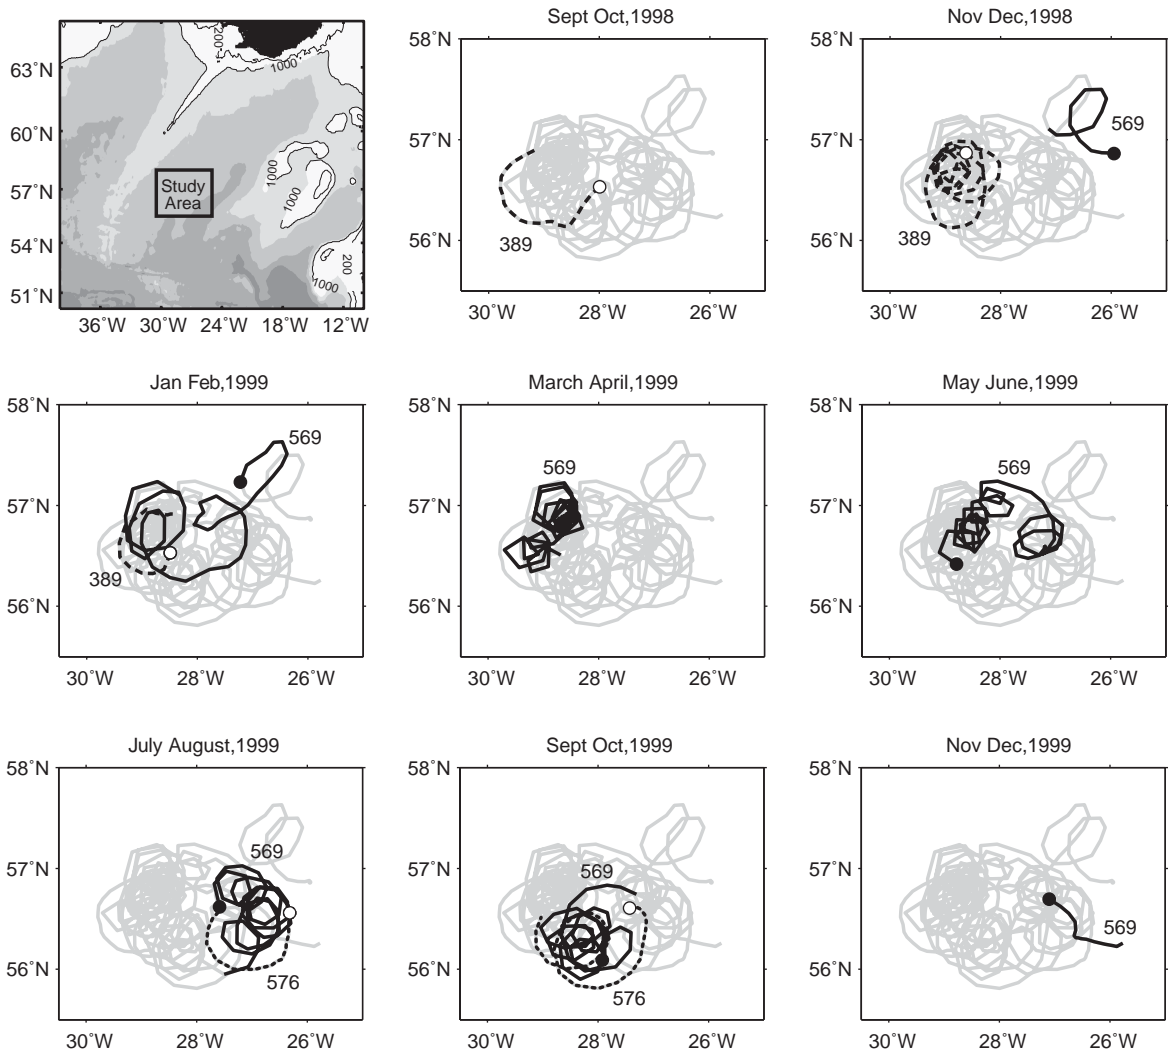 Sept Oct,1998
Nov Dec,1998
63˚N
60˚N
57˚N
54˚N
51˚N
200
1000
1000
1000
200
1000
Study
Area
36˚W 30˚W 24˚W 18˚W 12˚W
58˚N
57˚N
56˚N
389
30˚W 28˚W 26˚W
58˚N
57˚N
56˚N
569
389
30˚W 28˚W 26˚W
Jan Feb,1999
March April,1999
May June,1999
58˚N
57˚N
56˚N
569
389
30˚W 28˚W 26˚W
58˚N
57˚N
56˚N
569
30˚W 28˚W 26˚W
58˚N
57˚N
56˚N
569
30˚W 28˚W 26˚W
July August,1999
Sept Oct,1999
Nov Dec,1999
58˚N
57˚N
56˚N
569
576
30˚W 28˚W 26˚W
58˚N
57˚N
56˚N
569
576
30˚W 28˚W 26˚W
58˚N
57˚N
56˚N
569
30˚W 28˚W 26˚W